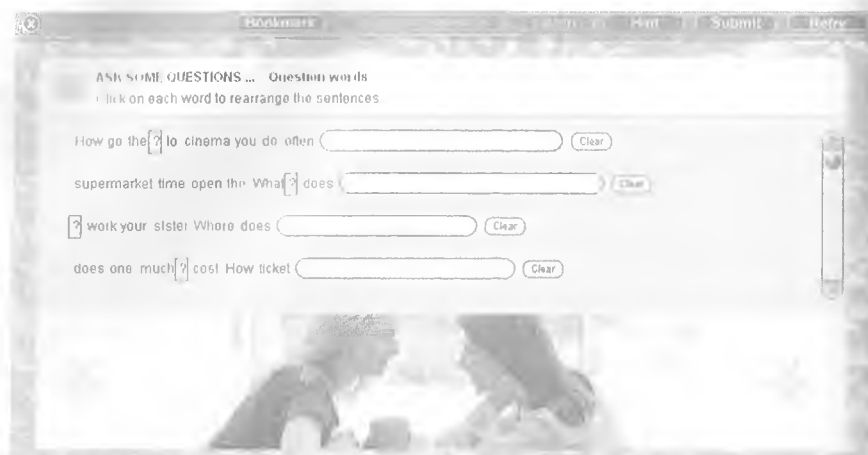 Bookmark Hint Submit Retry
ASK SOME QUESTIONS ... Question words
Click on each word to rearrange the sentences
How go the ? to cinema you do often Clear
supermarket time open the What ? does Clear
? work your sister Where does Clear
does one much ? cost How ticket Clear